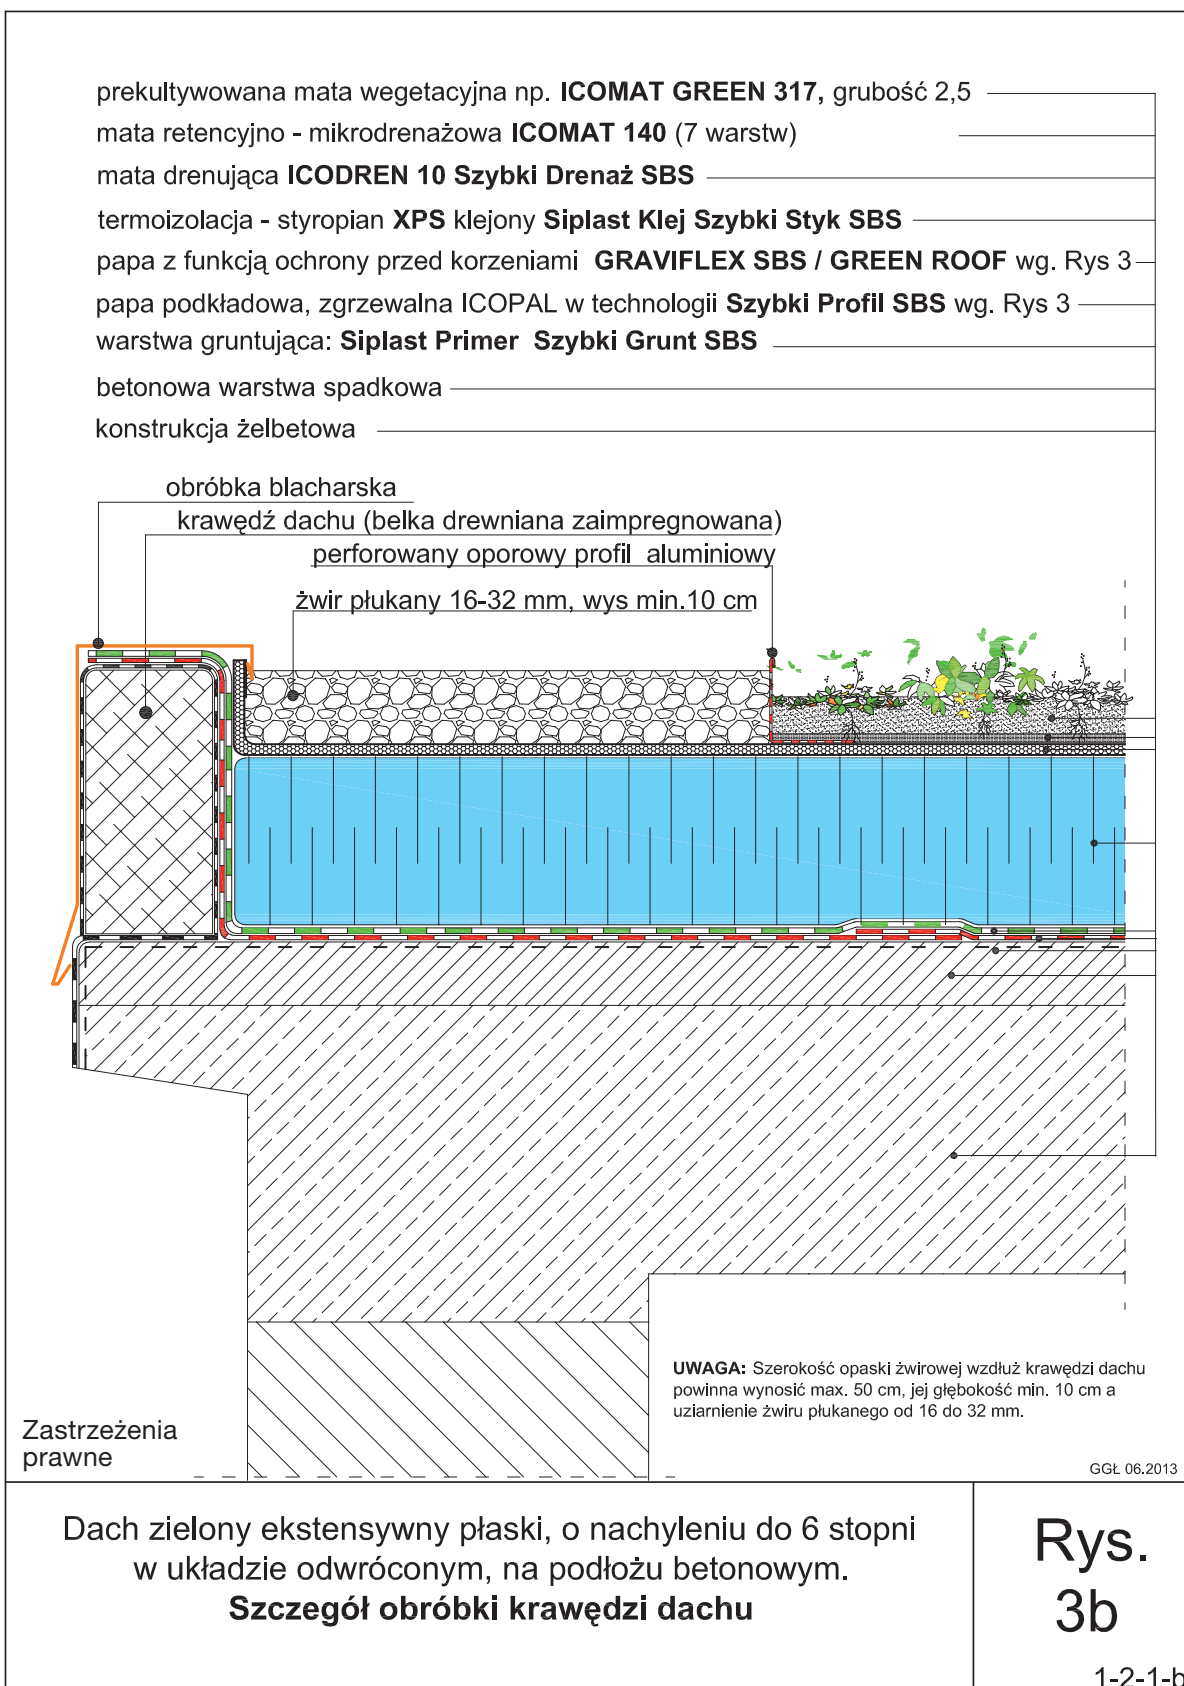 prekultywowana mata wegetacyjna np. ICOMAT GREEN 317, grubość 2,5
mata retencyjno - mikrodrenażowa ICOMAT 140 (7 warstw)
mata drenująca ICODREN 10 Szybki Drenaż SBS
termoizolacja - styropian XPS klejony Siplast Klej Szybki Styk SBS
papa z funkcją ochrony przed korzeniami GRAVIFLEX SBS / GREEN ROOF wg. Rys 3
papa podkładowa, zgrzewalna ICOPAL w technologii Szybki Profil SBS wg. Rys 3
warstwa gruntująca: Siplast Primer Szybki Grunt SBS
betonowa warstwa spadkowa
konstrukcja żelbetowa
obróbka blacharska
krawędź dachu (belka drewniana zaimpregnowana)
perforowany oporowy profil aluminiowy
żwir płukany 16-32 mm, wys min.10 cm
UWAGA: Szerokość opaski żwirowej wzdłuż krawędzi dachu
powinna wynosić max. 50 cm, jej głębokość min. 10 cm a
uziarnienie żwiru płukanego od 16 do 32 mm.
Zastrzeżenia
prawne
GGŁ 06.2013
Dach zielony ekstensywny płaski, o nachyleniu do 6 stopni
w układzie odwróconym, na podłożu betonowym.
Szczegół obróbki krawędzi dachu
Rys.
3b
1-2-1-b